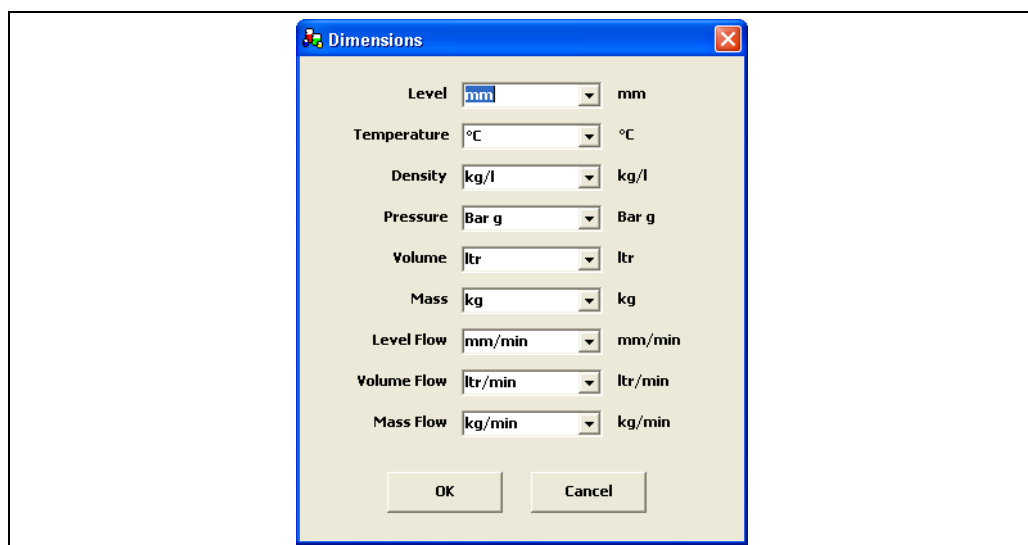 Dimensions
Level mm mm
Temperature °C °C
Density kg/l kg/l
Pressure Bar g Bar g
Volume ltr ltr
Mass kg kg
Level Flow mm/min mm/min
Volume Flow ltr/min ltr/min
Mass Flow kg/min kg/min
OK Cancel